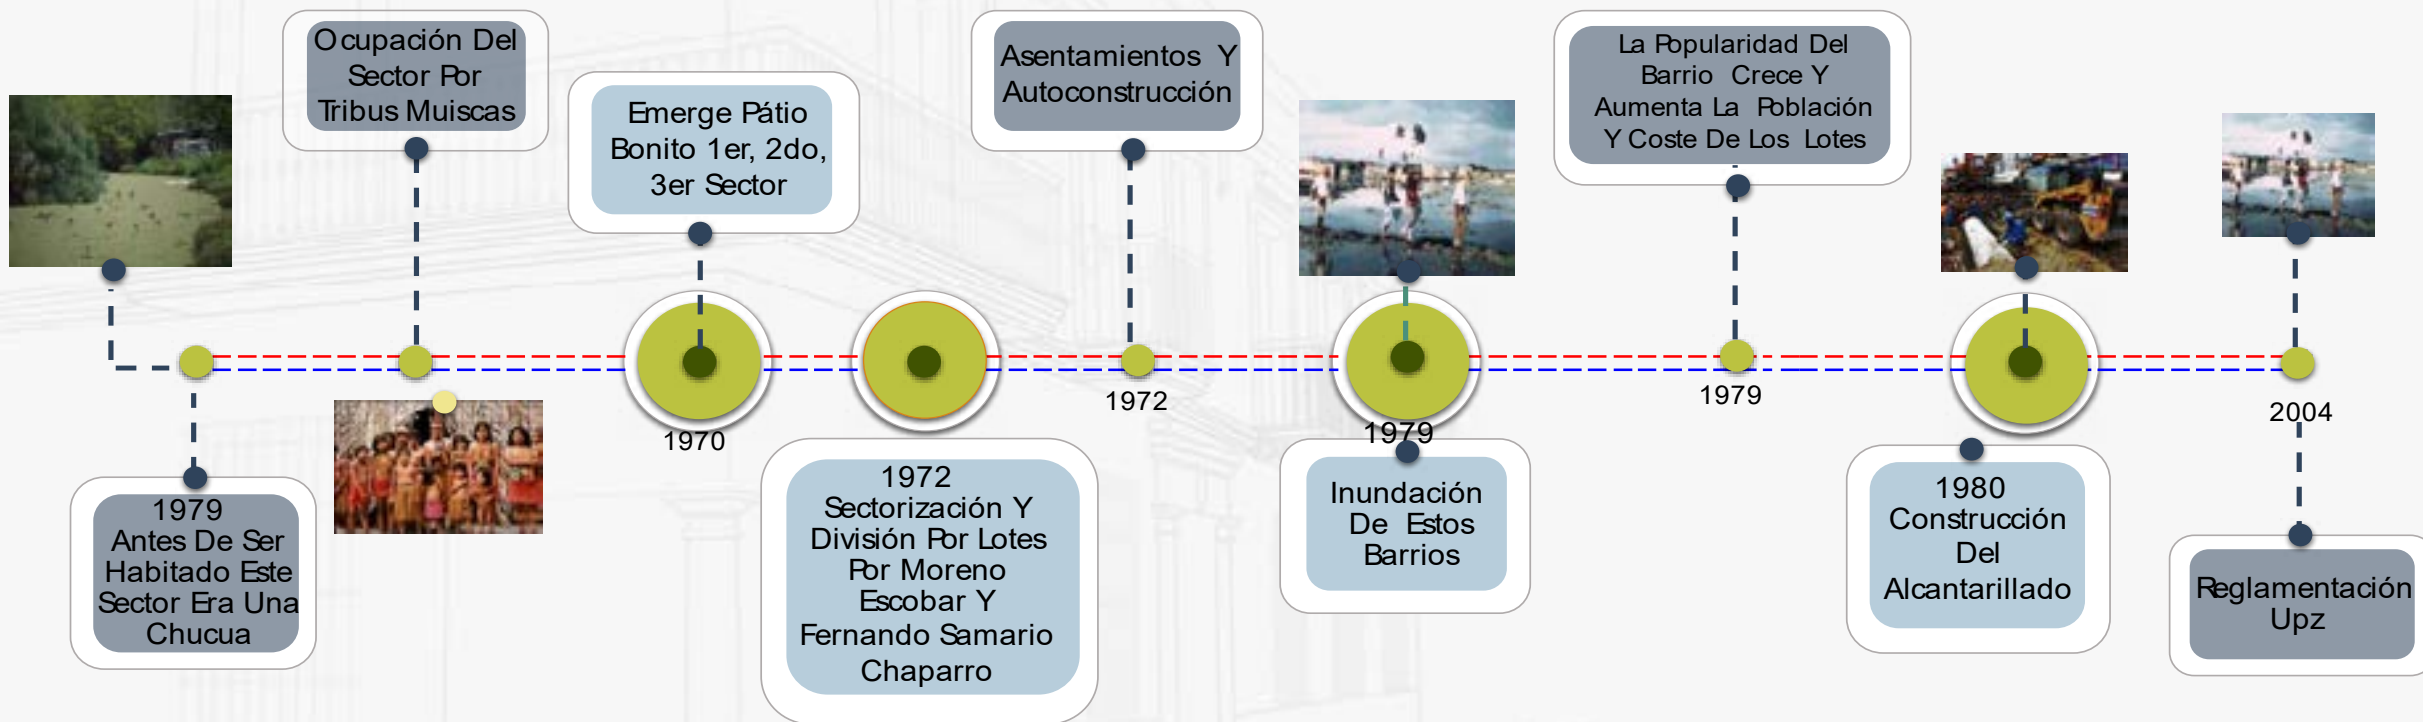 Ocupación Del
Sector Por
Tribus Muiscas
Emerge Pátio
Bonito 1er, 2do,
3er Sector
Asentamientos Y
Autoconstrucción
La Popularidad Del
Barrio Crece Y
Aumenta La Población
Y Coste De Los Lotes
1970
1972
1979
1979
2004
1979
Antes De Ser
Habitado Este
Sector Era Una
Chucua
1972
Sectorización Y
División Por Lotes
Por Moreno
Escobar Y
Fernando Samario
Chaparro
Inundación
De Estos
Barrios
1980
Construcción
Del
Alcantarillado
Reglamentación
Upz